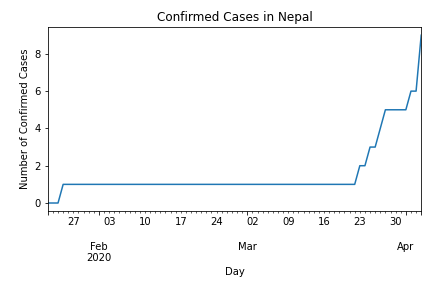 Confirmed Cases in Nepal
Number of Confirmed Cases
8
6
4
2
0
27 03 10 17 24 02 09 16 23 30
Feb Mar Apr
2020
Day